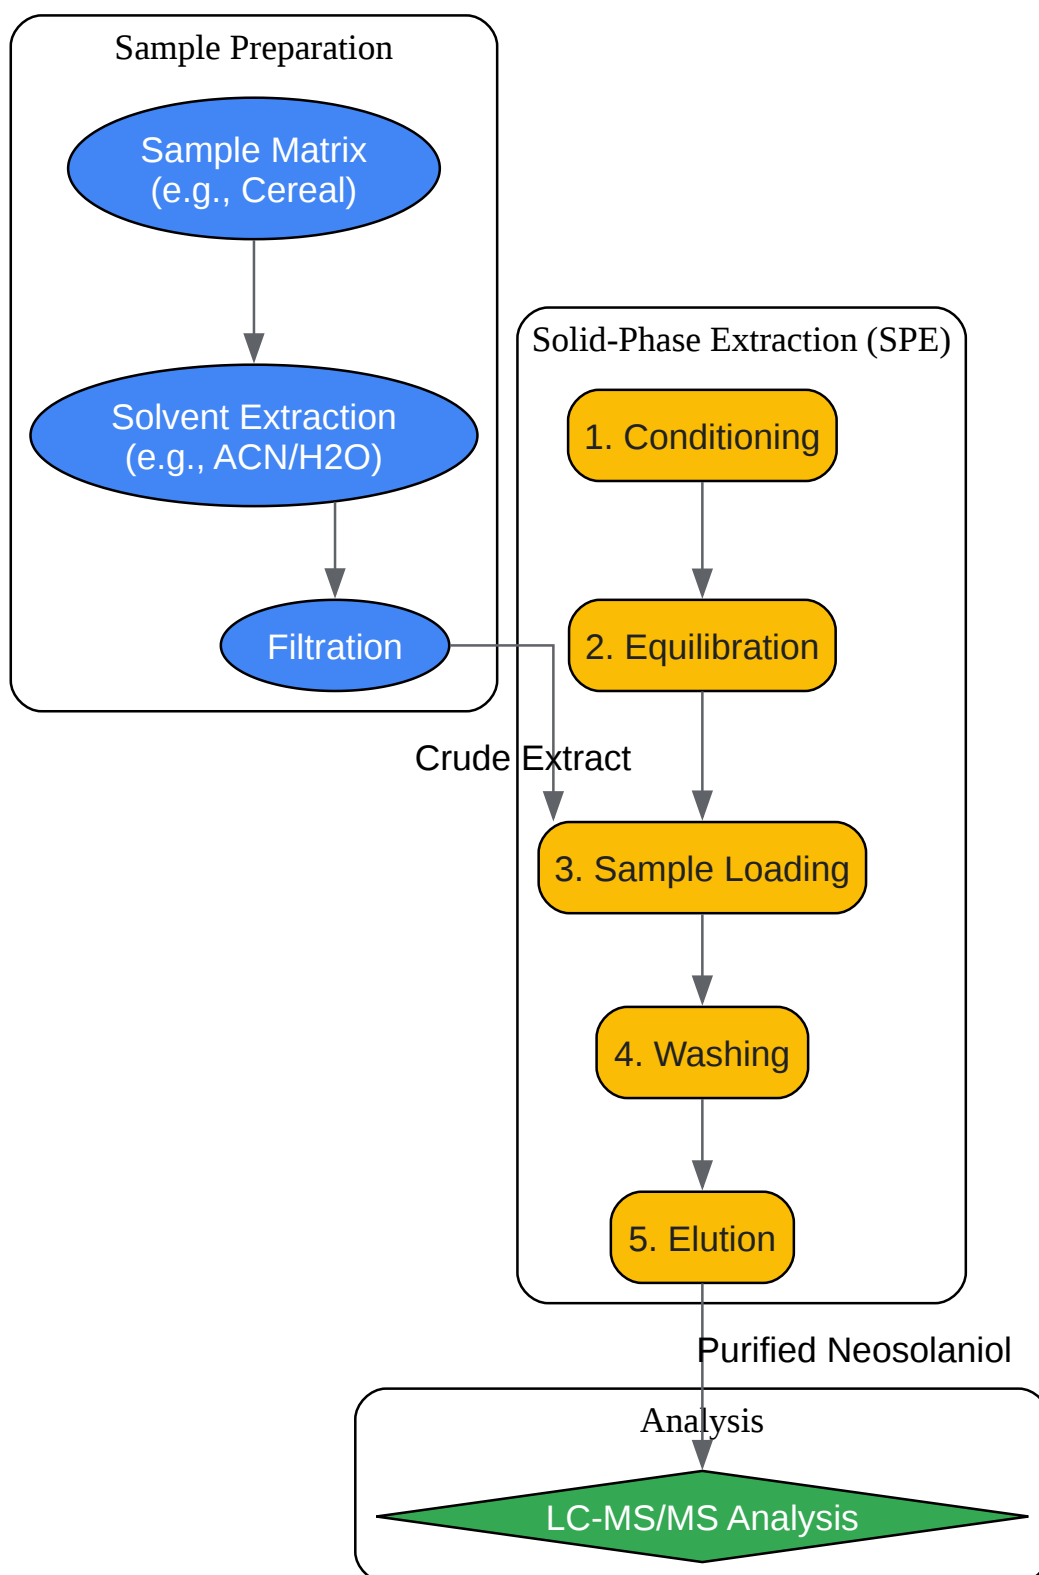 Sample Preparation
Sample Matrix
(e.g., Cereal)
Solvent Extraction
(e.g., ACN/H2O)
Filtration
Crude Extract
Solid-Phase Extraction (SPE)
1. Conditioning
2. Equilibration
3. Sample Loading
4. Washing
5. Elution
Purified Neosolaniol
Analysis
LC-MS/MS Analysis